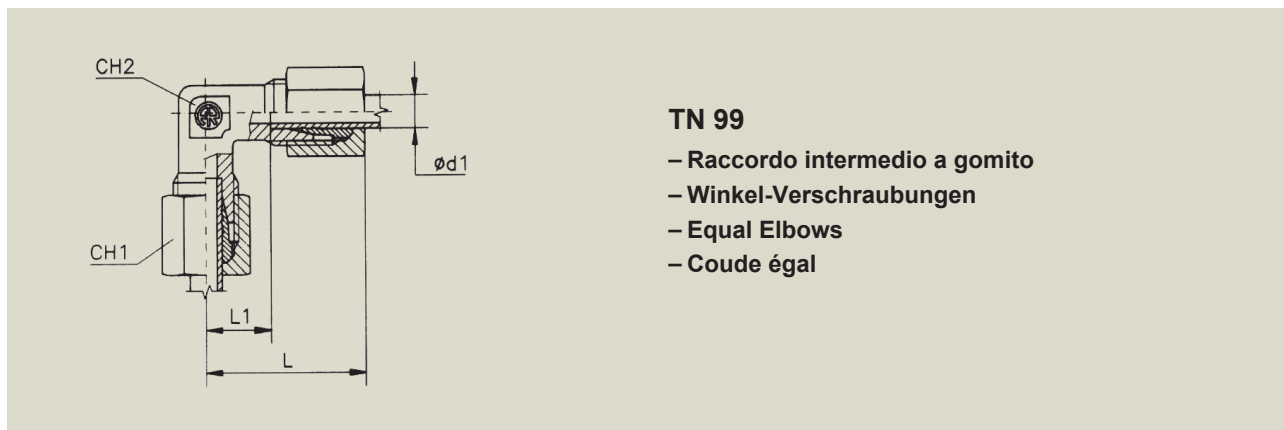 CH2
Ød1
CH1
L1
L
TN 99
– Raccordo intermedio a gomito
– Winkel-Verschraubungen
– Equal Elbows
– Coude égal